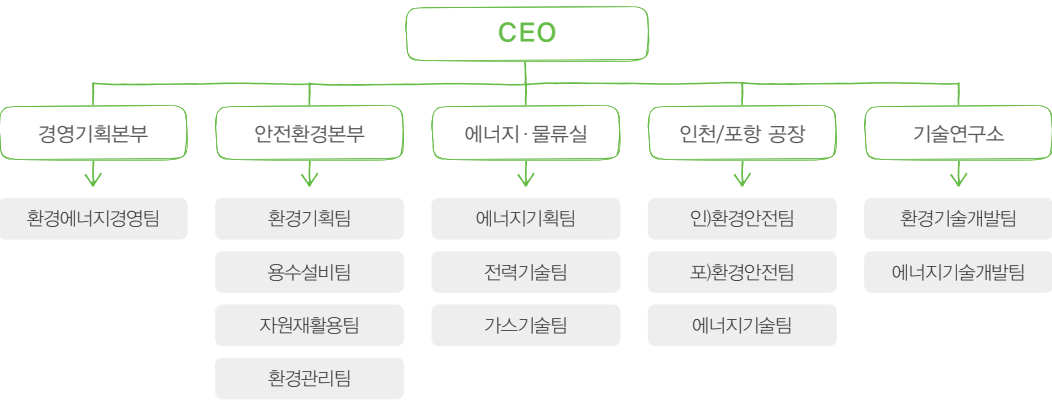 CEO
경영기획본부
안전환경본부
에너지·물류실
인천/포항 공장
기술연구소
환경에너지경영팀
환경기획팀
에너지기획팀
인)환경안전팀
환경기술개발팀
용수설비팀
전력기술팀
포)환경안전팀
에너지기술개발팀
자원재활용팀
가스기술팀
에너지기술팀
환경관리팀